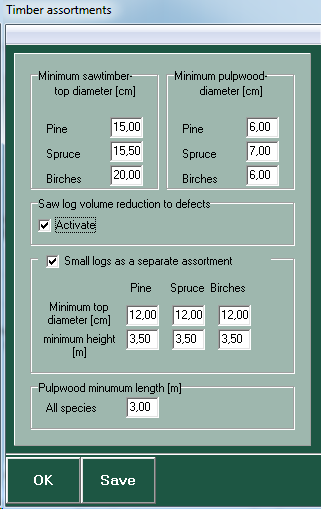 Timber assortments
Minimum sawtimber-
top diameter [cm]
Pine 15,00
Spruce 15,50
Birches 20,00
Minimum pulpwood-
diameter [cm]
Pine 6,00
Spruce 7,00
Birches 6,00
Saw log volume reduction to defects
Activate
Small logs as a separate assortment
Pine Spruce Birches
Minimum top
diameter [cm] 12,00 12,00 12,00
minimum height
[m] 3,50 3,50 3,50
Pulpwood minumum length [m]
All species 3,00
OK Save